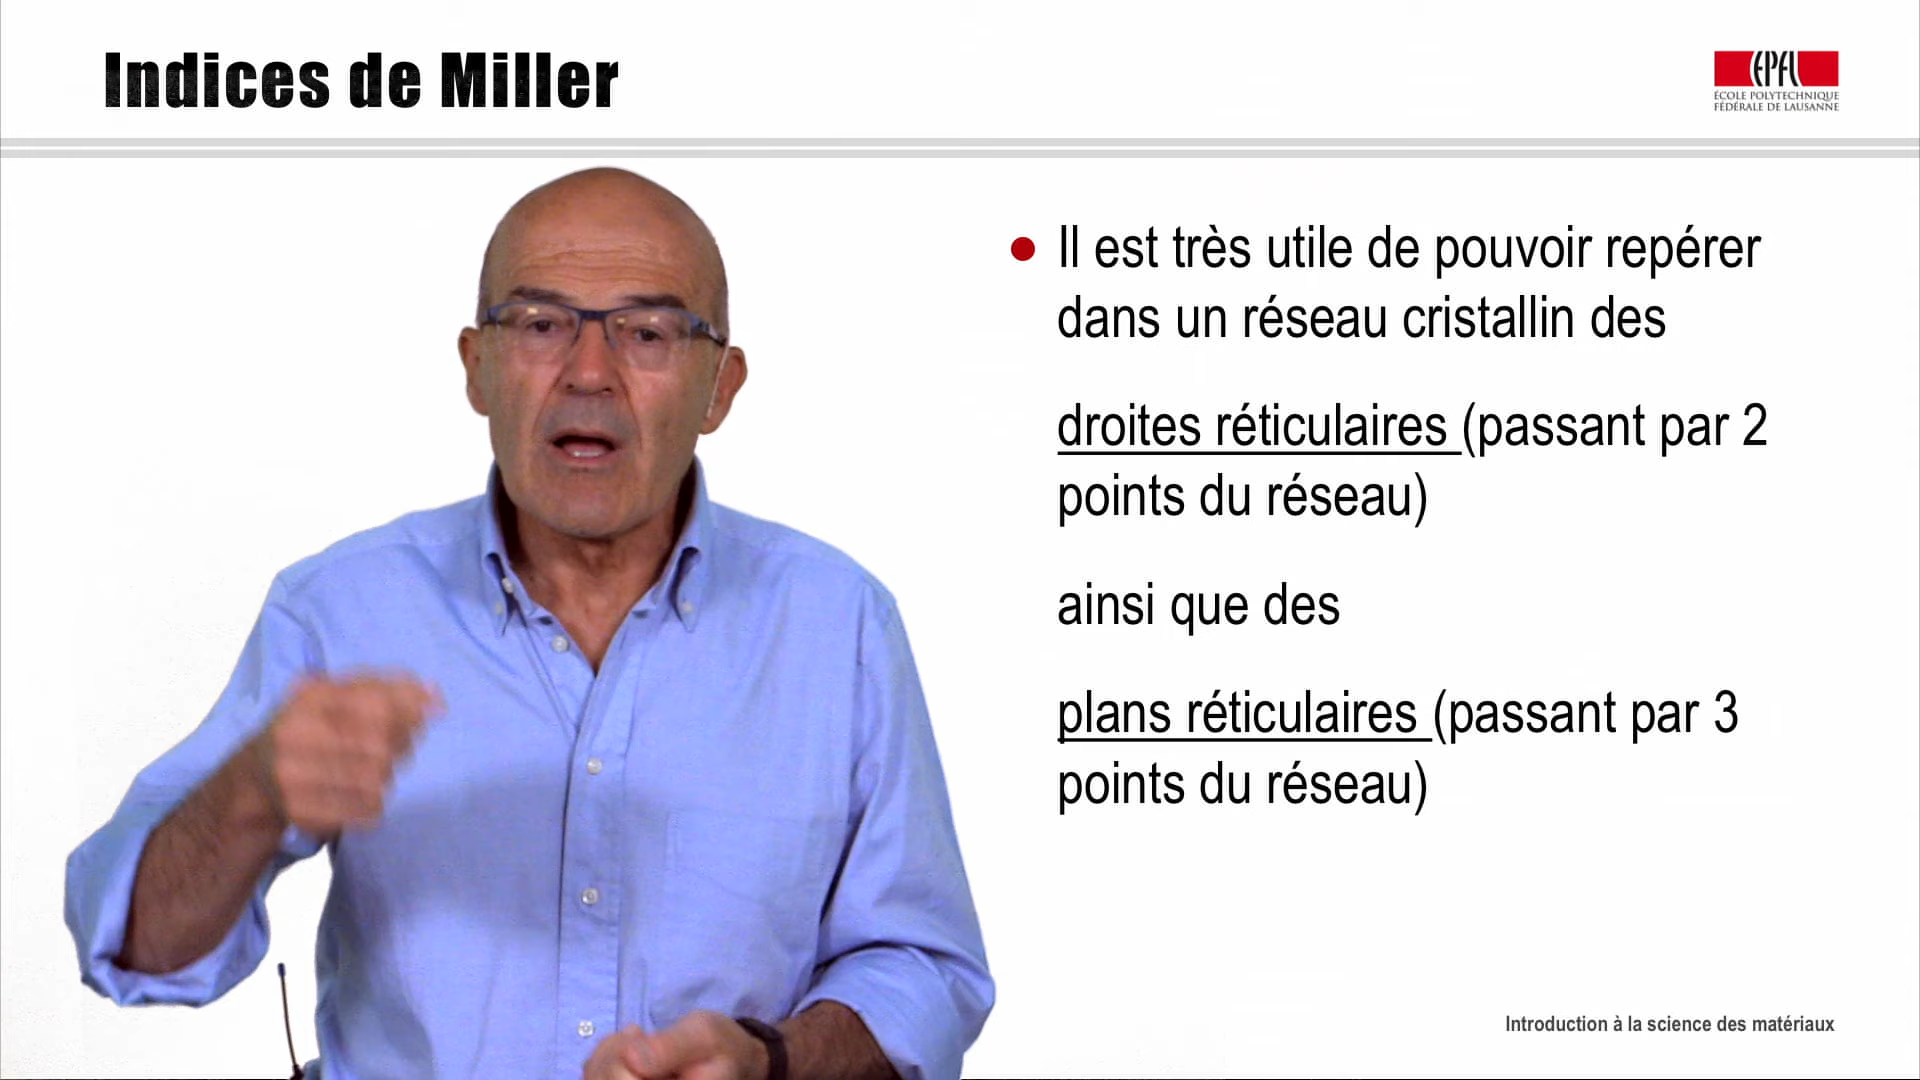 Indices de Miller
EPFL
ÉCOLE POLYTECHNIQUE
FÉDÉRALE DE LAUSANNE
• Il est très utile de pouvoir repérer
dans un réseau cristallin des
droites réticulaires (passant par 2
points du réseau)
ainsi que des
plans réticulaires (passant par 3
points du réseau)
Introduction à la science des matériaux